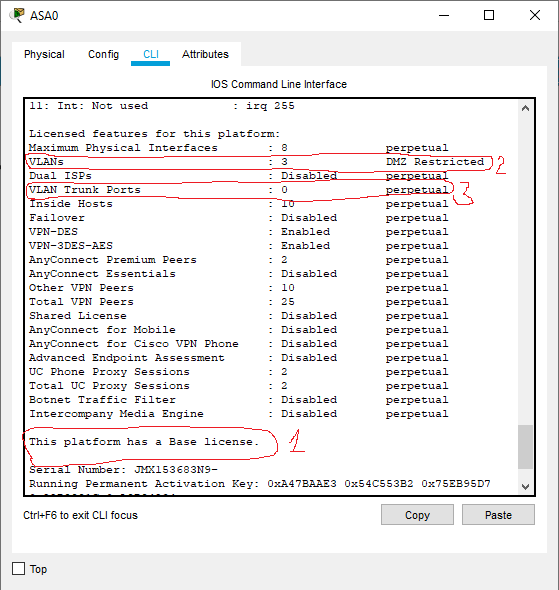 ASA0
Physical Config CLI Attributes
IOS Command Line Interface
11: Int: Not used : irq 255
Licensed features for this platform:
Maximum Physical Interfaces : 8 perpetual
VLANs : 3 DMZ Restricted 2
Dual ISPs : Disabled perpetual
VLAN Trunk Ports : 0 perpetual 3
Inside Hosts : 10 perpetual
Failover : Disabled perpetual
VPN-DES : Enabled perpetual
VPN-3DES-AES : Enabled perpetual
AnyConnect Premium Peers : 2 perpetual
AnyConnect Essentials : Disabled perpetual
Other VPN Peers : 10 perpetual
Total VPN Peers : 25 perpetual
Shared License : Disabled perpetual
AnyConnect for Mobile : Disabled perpetual
AnyConnect for Cisco VPN Phone : Disabled perpetual
Advanced Endpoint Assessment : Disabled perpetual
UC Phone Proxy Sessions : 2 perpetual
Total UC Proxy Sessions : 2 perpetual
Botnet Traffic Filter : Disabled perpetual
Intercompany Media Engine : Disabled perpetual
This platform has a Base license. 1
Serial Number: JMX153683N9-
Running Permanent Activation Key: 0xA47BAAE3 0x54C553B2 0x75EB95D7
Ctrl+F6 to exit CLI focus
Copy Paste
Top